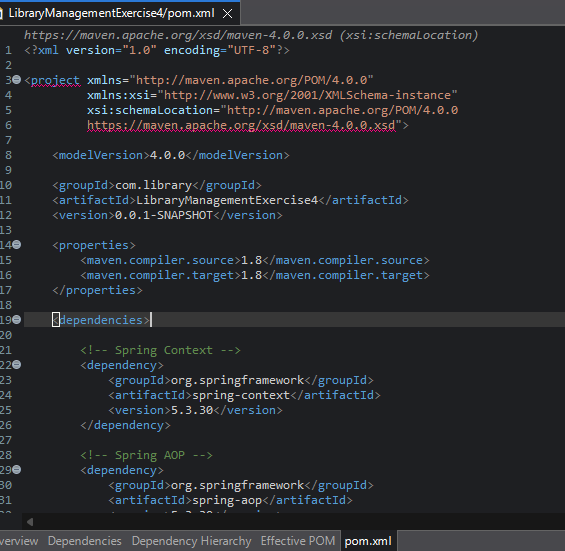 LibraryManagementExercise4/pom.xml
https://maven.apache.org/xsd/maven-4.0.0.xsd (xsi:schemaLocation)
1 <?xml version="1.0" encoding="UTF-8"?>
2
3 <project xmlns="http://maven.apache.org/POM/4.0.0"
4 xmlns:xsi="http://www.w3.org/2001/XMLSchema-instance"
5 xsi:schemaLocation="http://maven.apache.org/POM/4.0.0
6 https://maven.apache.org/xsd/maven-4.0.0.xsd">
7
8 <modelVersion>4.0.0</modelVersion>
9
10 <groupId>com.library</groupId>
11 <artifactId>LibraryManagementExercise4</artifactId>
12 <version>0.0.1-SNAPSHOT</version>
13
14 <properties>
15 <maven.compiler.source>1.8</maven.compiler.source>
16 <maven.compiler.target>1.8</maven.compiler.target>
17 </properties>
18
19 <dependencies>
20
21 <!-- Spring Context -->
22 <dependency>
23 <groupId>org.springframework</groupId>
24 <artifactId>spring-context</artifactId>
25 <version>5.3.30</version>
26 </dependency>
27
28 <!-- Spring AOP -->
29 <dependency>
30 <groupId>org.springframework</groupId>
31 <artifactId>spring-aop</artifactId>
verview Dependencies Dependency Hierarchy Effective POM pom.xml